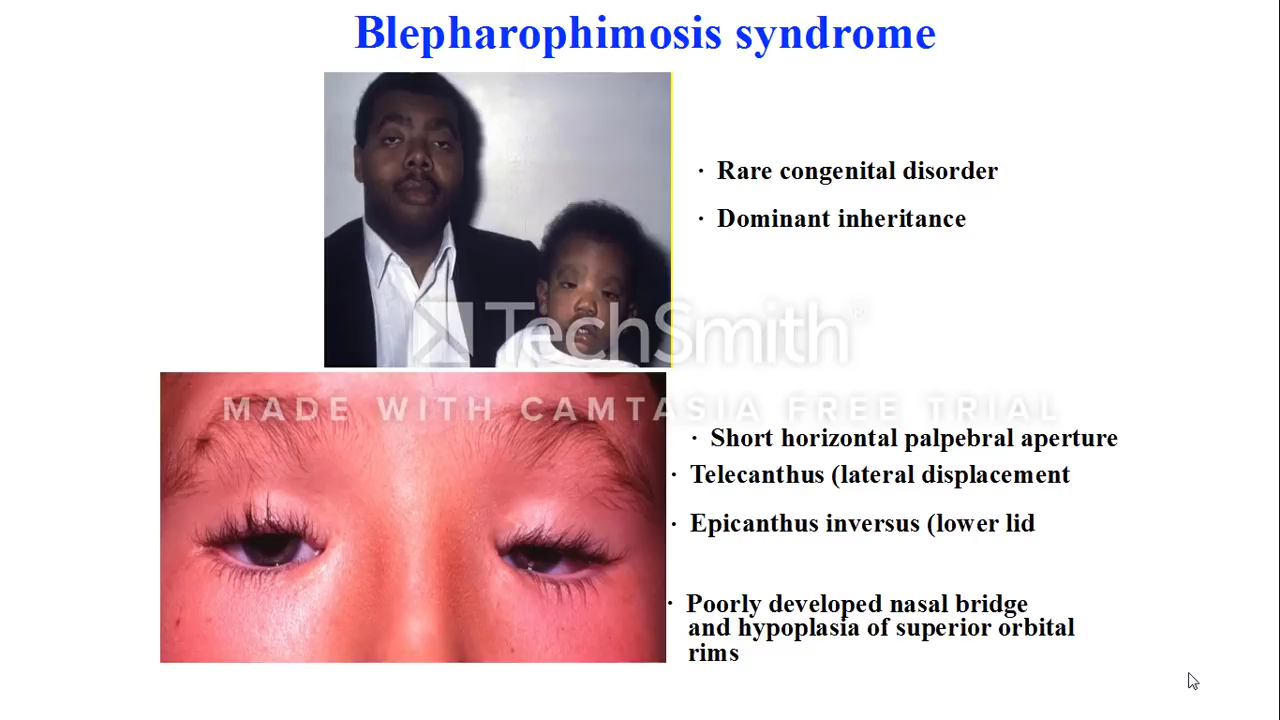 Blepharophimosis syndrome
· Rare congenital disorder
· Dominant inheritance
TechSmith®
MADE WITH CAMTASIA FREE TRIAL
· Short horizontal palpebral aperture
· Telecanthus (lateral displacement
· Epicanthus inversus (lower lid
· Poorly developed nasal bridge
and hypoplasia of superior orbital
rims